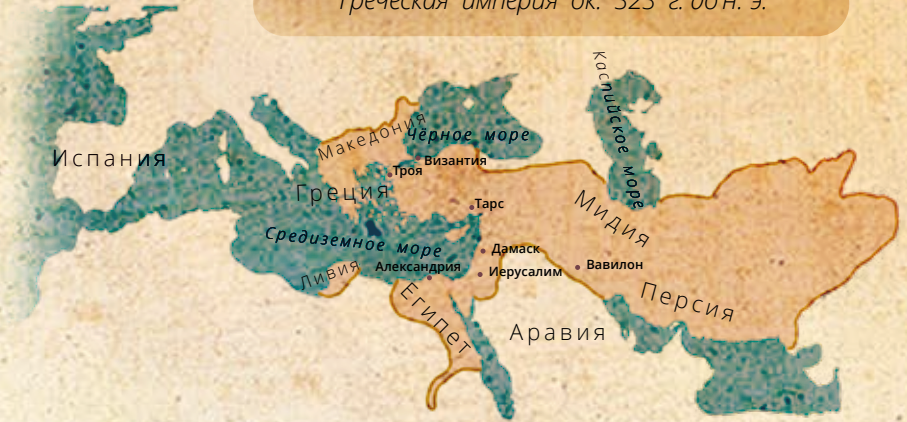 Греческая империя ок. 323 г. до н. э.
Каспийское море
Македония
Чёрное море
Испания
Византия
Троя
Греция
Тарс
Мидия
Средиземное море
Дамаск
Ливия
Александрия
Иерусалим
Вавилон
Египет
Персия
Аравия